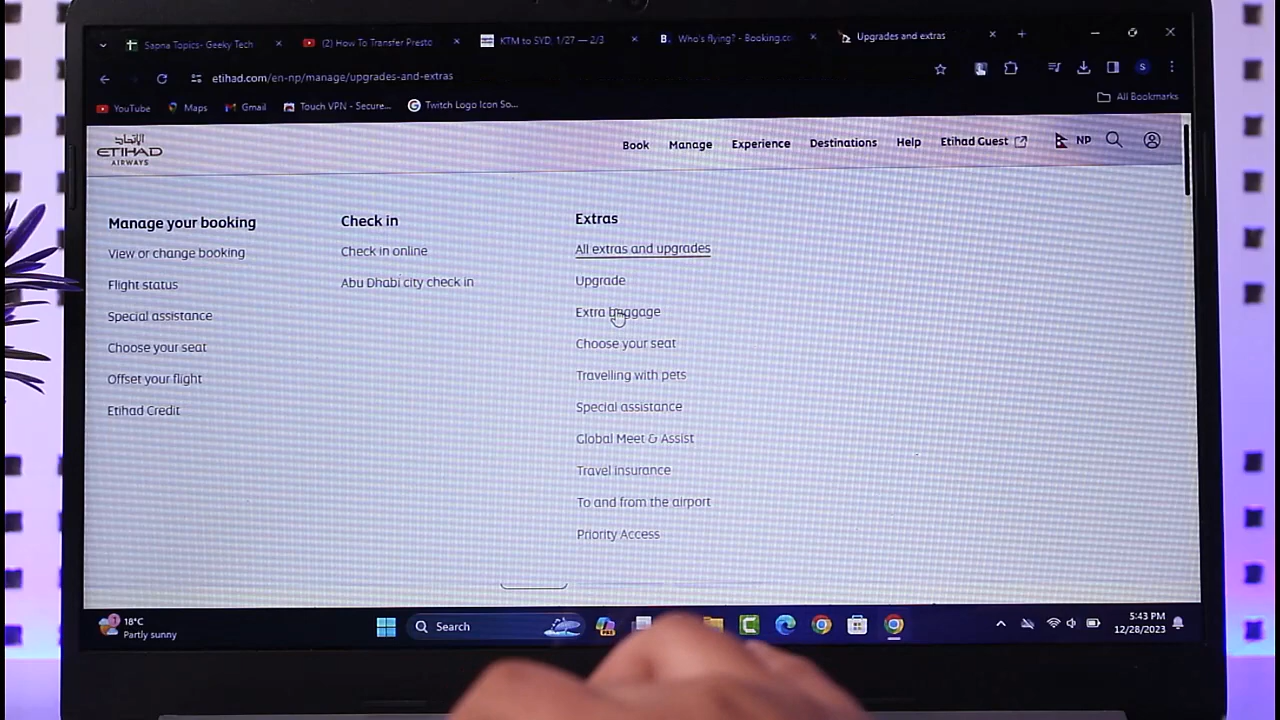 Sapna Topics- Geeky Tech
(2) How To Transfer Presto
KTM to SYD, 1/27 — 2/3
Who's flying? - Booking.co
Upgrades and extras
etihad.com/en-np/manage/upgrades-and-extras
YouTube
Maps
Gmail
Touch VPN - Secure...
Twitch Logo Icon So...
All Bookmarks
الاتحاد
ETIHAD
AIRWAYS
Book
Manage
Experience
Destinations
Help
Etihad Guest
NP
Manage your booking
View or change booking
Flight status
Special assistance
Choose your seat
Offset your flight
Etihad Credit
Check in
Check in online
Abu Dhabi city check in
Extras
All extras and upgrades
Upgrade
Extra baggage
Choose your seat
Travelling with pets
Special assistance
Global Meet & Assist
Travel insurance
To and from the airport
Priority Access
18°C
Partly sunny
Search
5:43 PM
12/28/2023